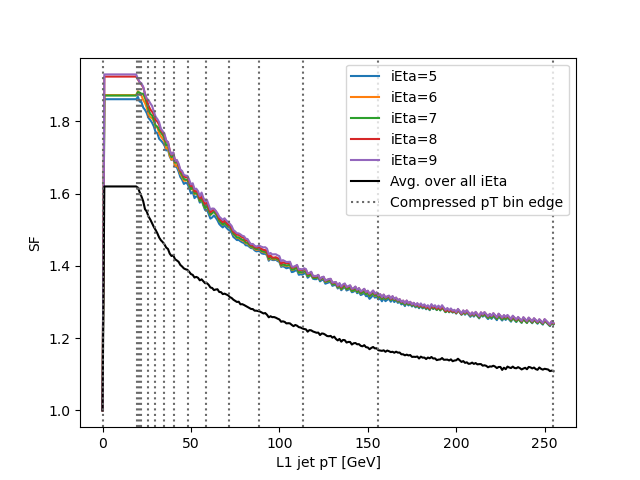 iEta=5
iEta=6
iEta=7
iEta=8
iEta=9
Avg. over all iEta
Compressed pT bin edge
SF
1.8
1.6
1.4
1.2
1.0
0 50 100 150 200 250
L1 jet pT [GeV]